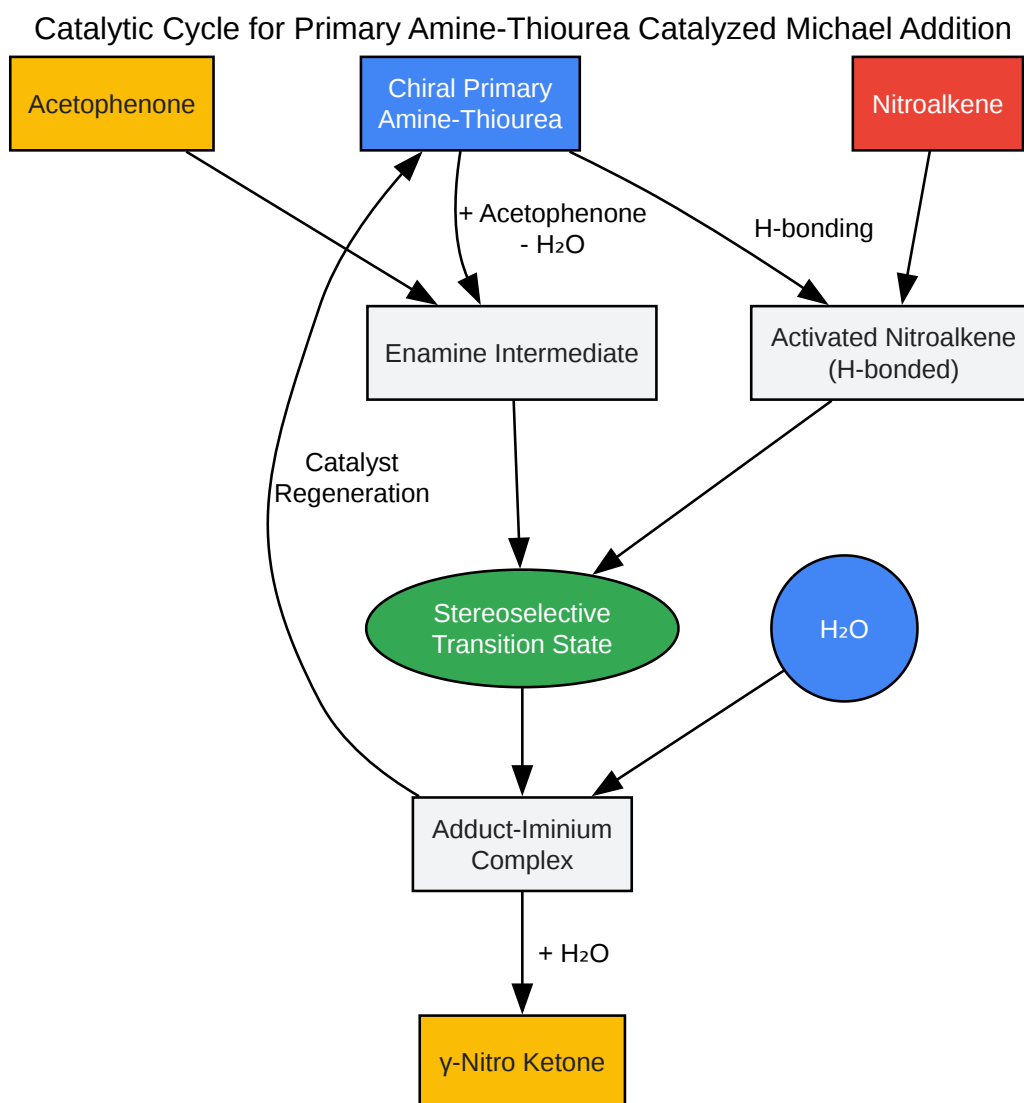 Catalytic Cycle for Primary Amine-Thiourea Catalyzed Michael Addition
Acetophenone
Chiral Primary
Amine-Thiourea
Nitroalkene
+ Acetophenone
- H₂O
H-bonding
Enamine Intermediate
Activated Nitroalkene
(H-bonded)
Catalyst
Regeneration
Stereoselective
Transition State
H₂O
Adduct-Iminium
Complex
+ H₂O
γ-Nitro Ketone